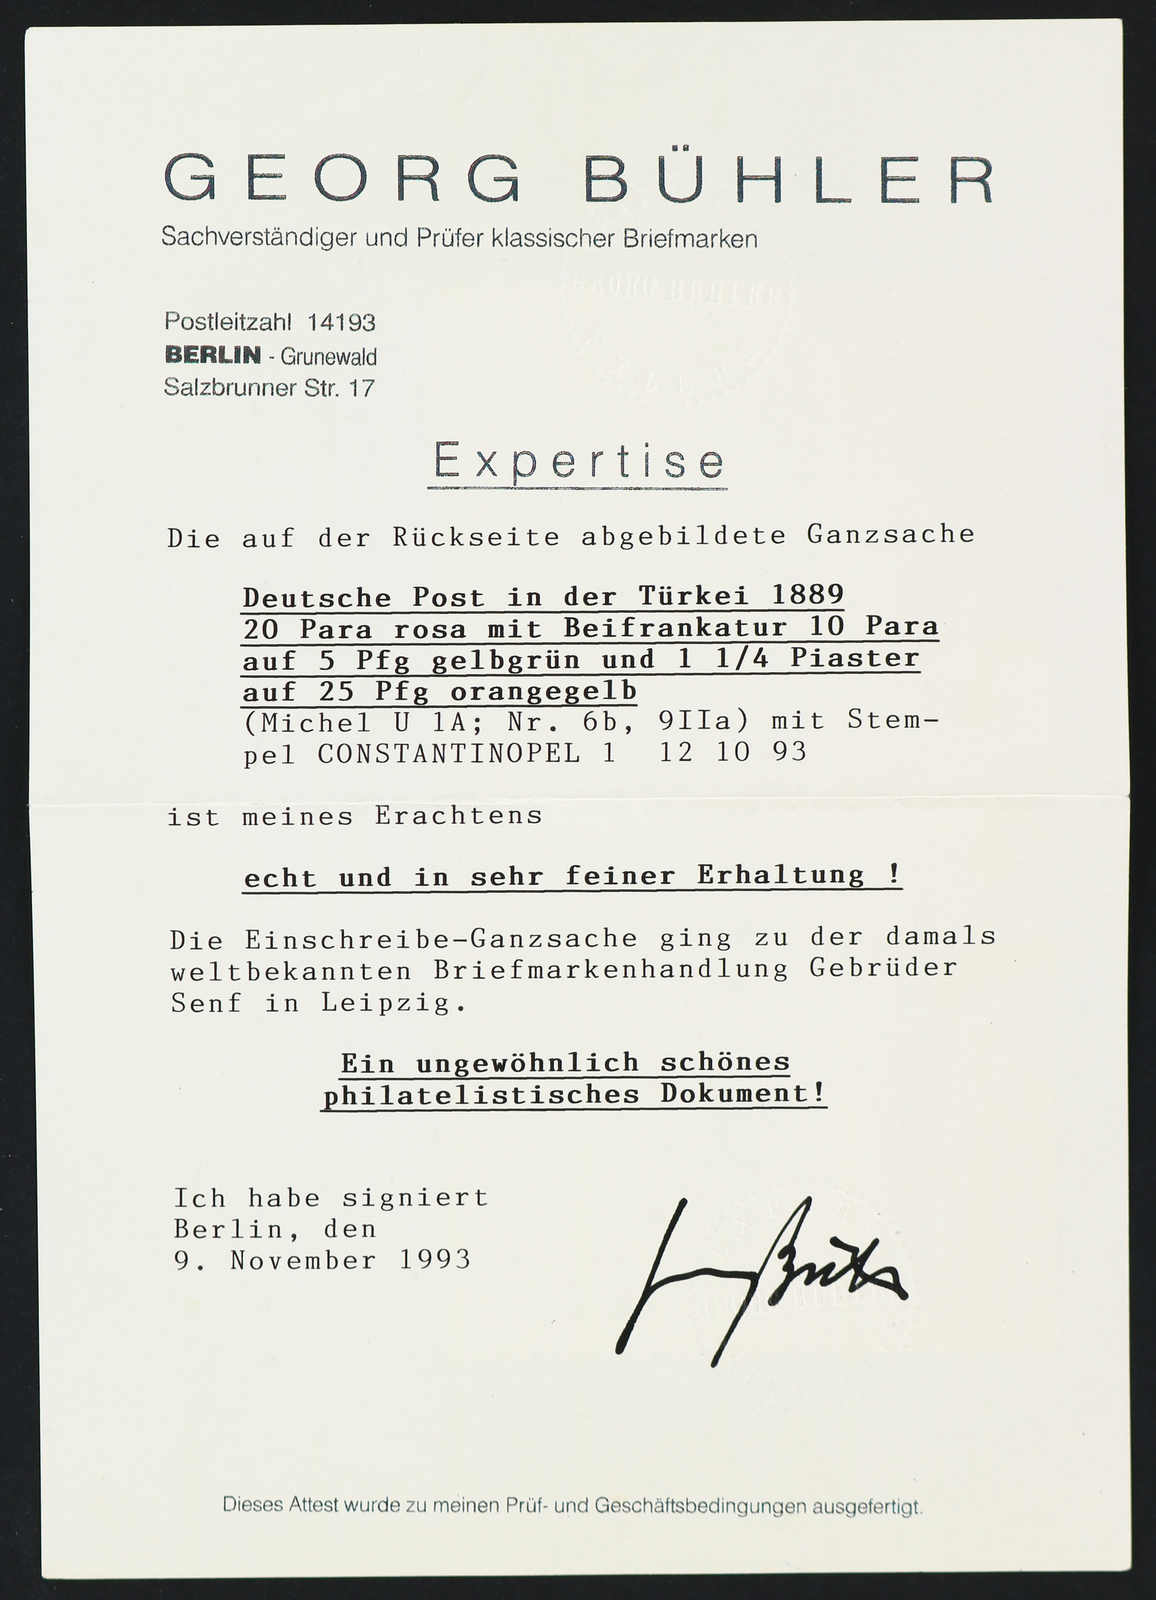 GEORG BÜHLER
Sachverständiger und Prüfer klassischer Briefmarken
Postleitzahl 14193
BERLIN - Grunewald
Salzbrunner Str. 17
Expertise
Die auf der Rückseite abgebildete Ganzsache
Deutsche Post in der Türkei 1889
20 Para rosa mit Beifrankatur 10 Para
auf 5 Pfg gelbgrün und 1 1/4 Piaster
auf 25 Pfg orangegelb
(Michel U 1A; Nr. 6b, 9IIa) mit Stem-
pel CONSTANTINOPEL 1  12 10 93
ist meines Erachtens
echt und in sehr feiner Erhaltung !
Die Einschreibe-Ganzsache ging zu der damals
weltbekannten Briefmarkenhandlung Gebrüder
Senf in Leipzig.
Ein ungewöhnlich schönes
philatelistisches Dokument!
Ich habe signiert
Berlin, den
9. November 1993
Dieses Attest wurde zu meinen Prüf- und Geschäftsbedingungen ausgefertigt.